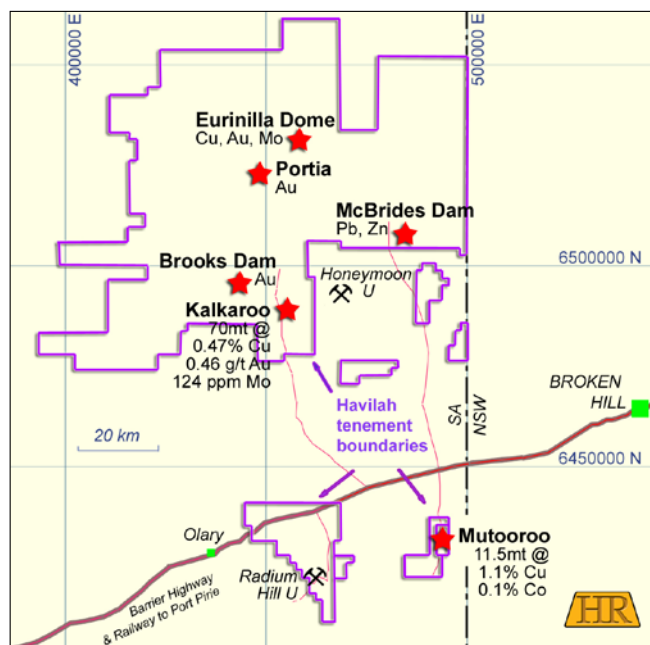 400000 E
500000 E
Eurinilla Dome
Cu, Au, Mo
Portia
Au
McBrides Dam
Pb, Zn
6500000 N
Brooks Dam
Au
Honeymoon
U
Kalkaroo
70mt @
0.47% Cu
0.46 g/t Au
124 ppm Mo
BROKEN
HILL
Havilah
tenement
boundaries
SA
NSW
20 km
6450000 N
Olary
Mutooroo
11.5mt @
1.1% Cu
0.1% Co
Radium
Hill U
Barrier Highway
& Railway to Port Pirie
HR